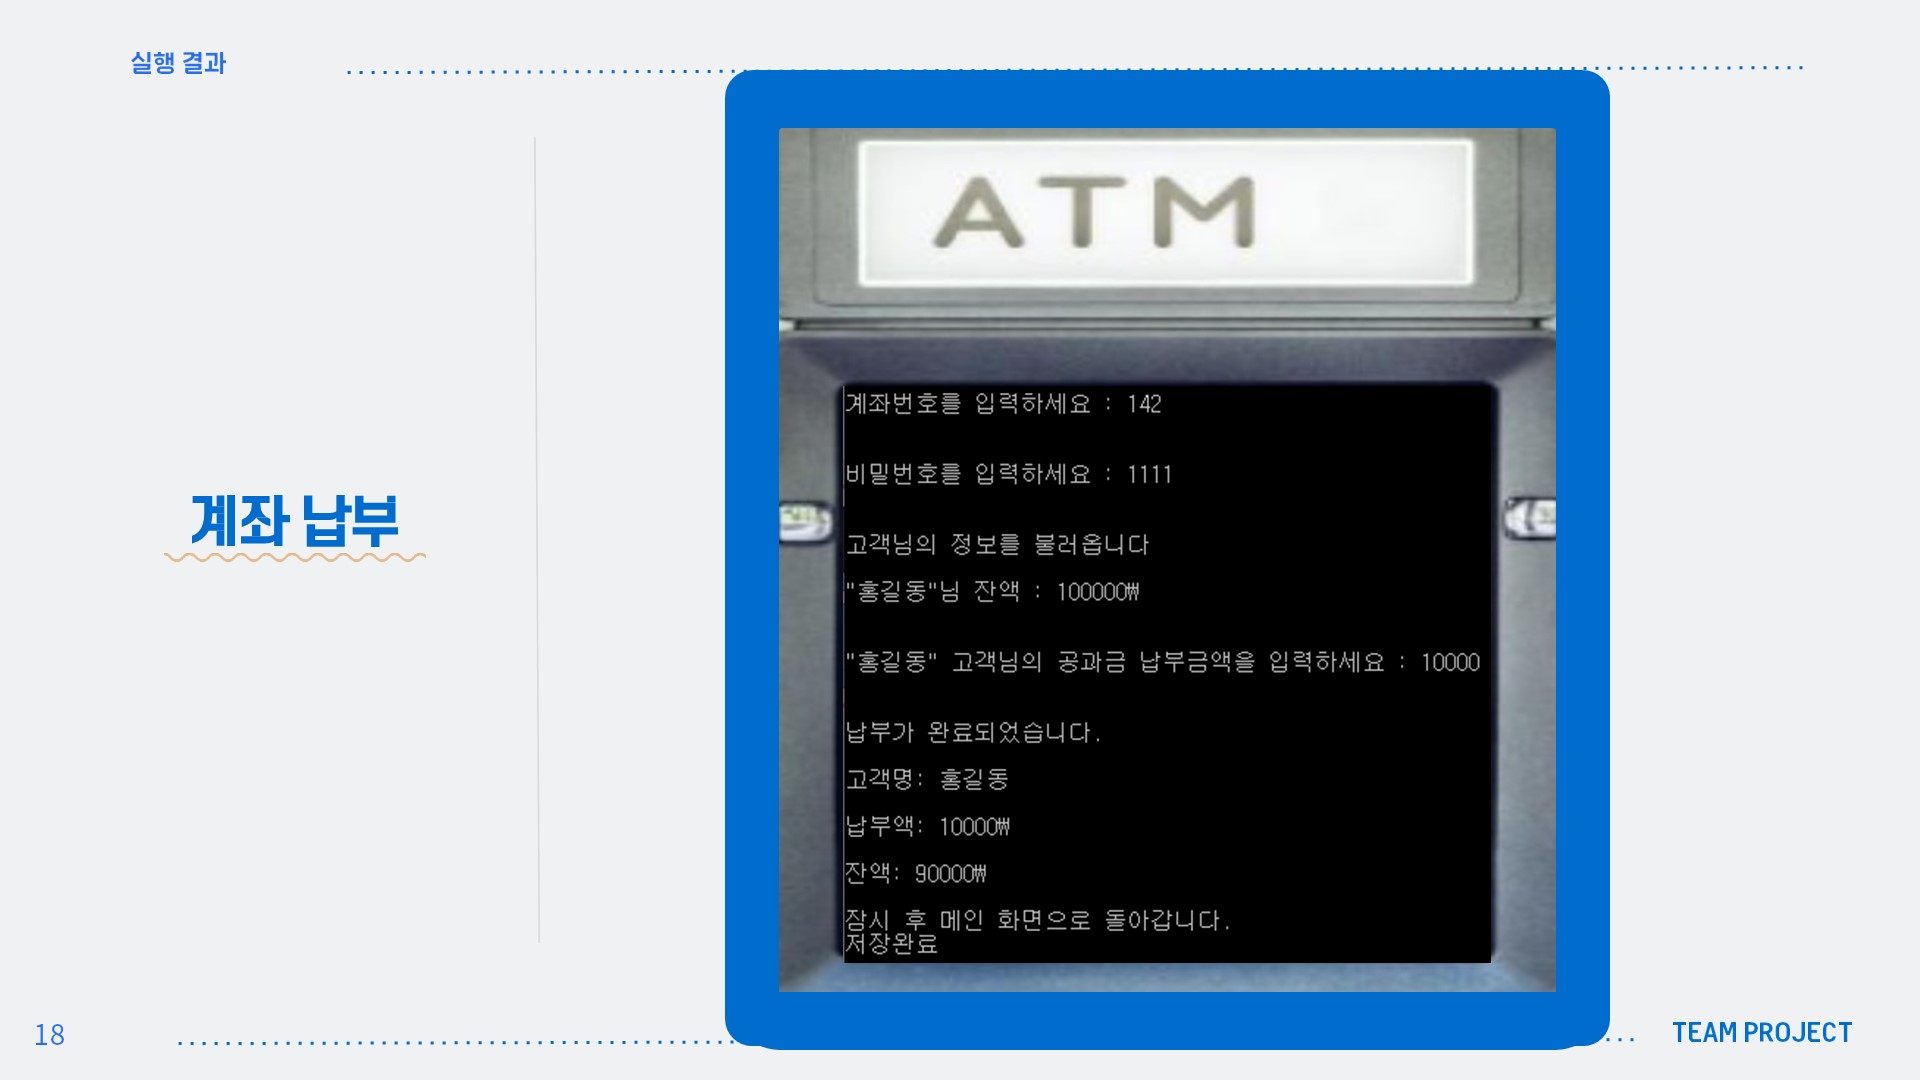 실행 결과
계좌 납부
ATM
계좌번호를 입력하세요 : 142
비밀번호를 입력하세요 : 1111
고객님의 정보를 불러옵니다
"홍길동"님 잔액 : 100000₩
"홍길동" 고객님의 공과금 납부금액을 입력하세요 : 10000
납부가 완료되었습니다.
고객명: 홍길동
납부액: 10000₩
잔액: 90000₩
잠시 후 메인 화면으로 돌아갑니다.
저장완료
18
TEAM PROJECT